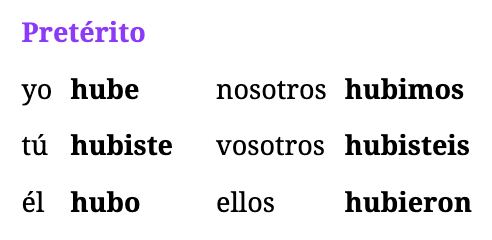 Pretérito
yo hube nosotros hubimos
tú hubiste vosotros hubisteis
él hubo ellos hubieron